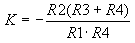 K = − R2(R3 + R4) / R1· R4